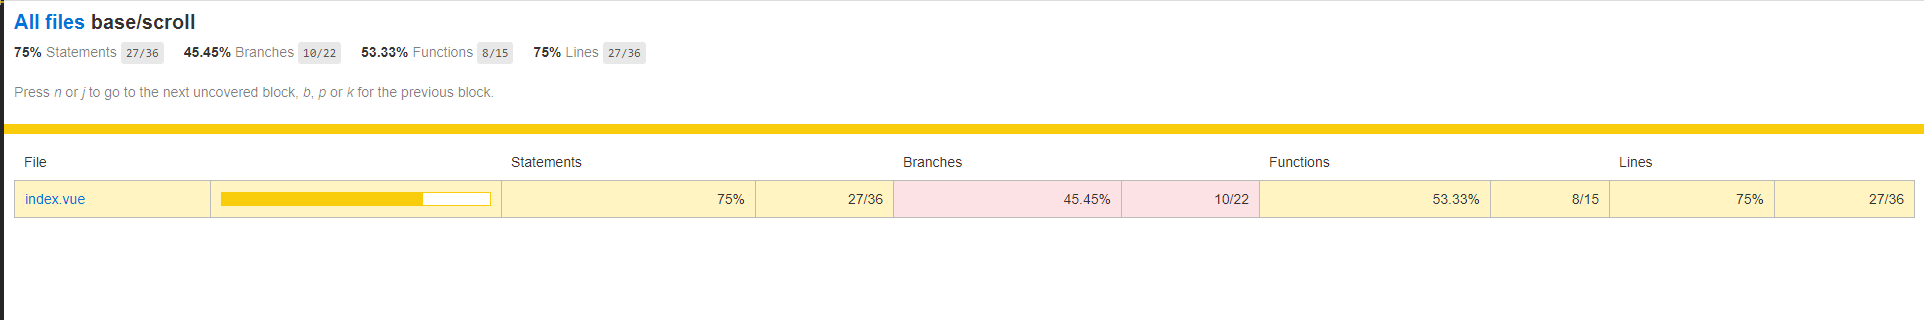 All files base/scroll
75% Statements 27/36 45.45% Branches 10/22 53.33% Functions 8/15 75% Lines 27/36
Press n or j to go to the next uncovered block, b, p or k for the previous block.
File Statements Branches Functions Lines
index.vue 75% 27/36 45.45% 10/22 53.33% 8/15 75% 27/36